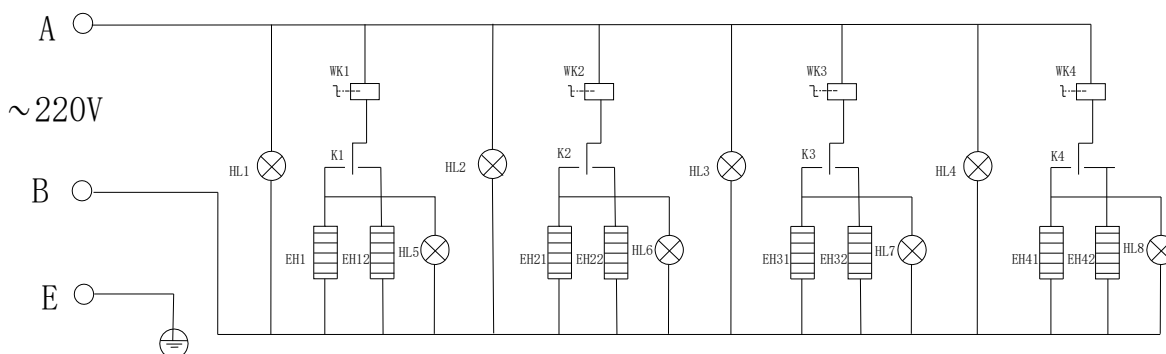 A
WK1
WK2
WK3
WK4
~220V
K1
K2
K3
K4
HL1
HL2
HL3
HL4
B
EH1
EH12
HL5
EH21
EH22
HL6
EH31
EH32
HL7
EH41
EH42
HL8
E